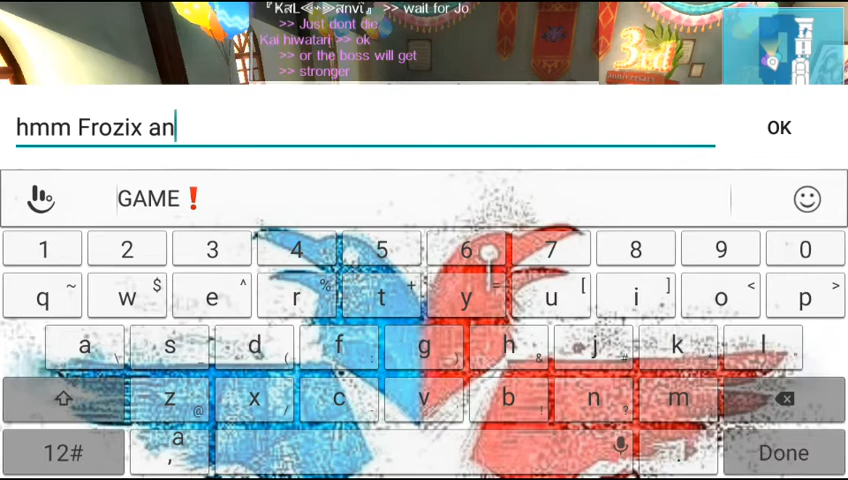 >> wait for Jo
>> Just dont die
Kai hiwatari >> ok
>> or the boss will get
>> stronger
3rd
anniversary
hmm Frozix an
OK
GAME❗
1 2 3 4 5 6 7 8 9 0
q ~ w $ e ^ r % t + y = u [ i ] o < p >
a \ s _ d ( f : g ) h & j # k l
z @ x / c v b ! n ? m
12# a , . Done